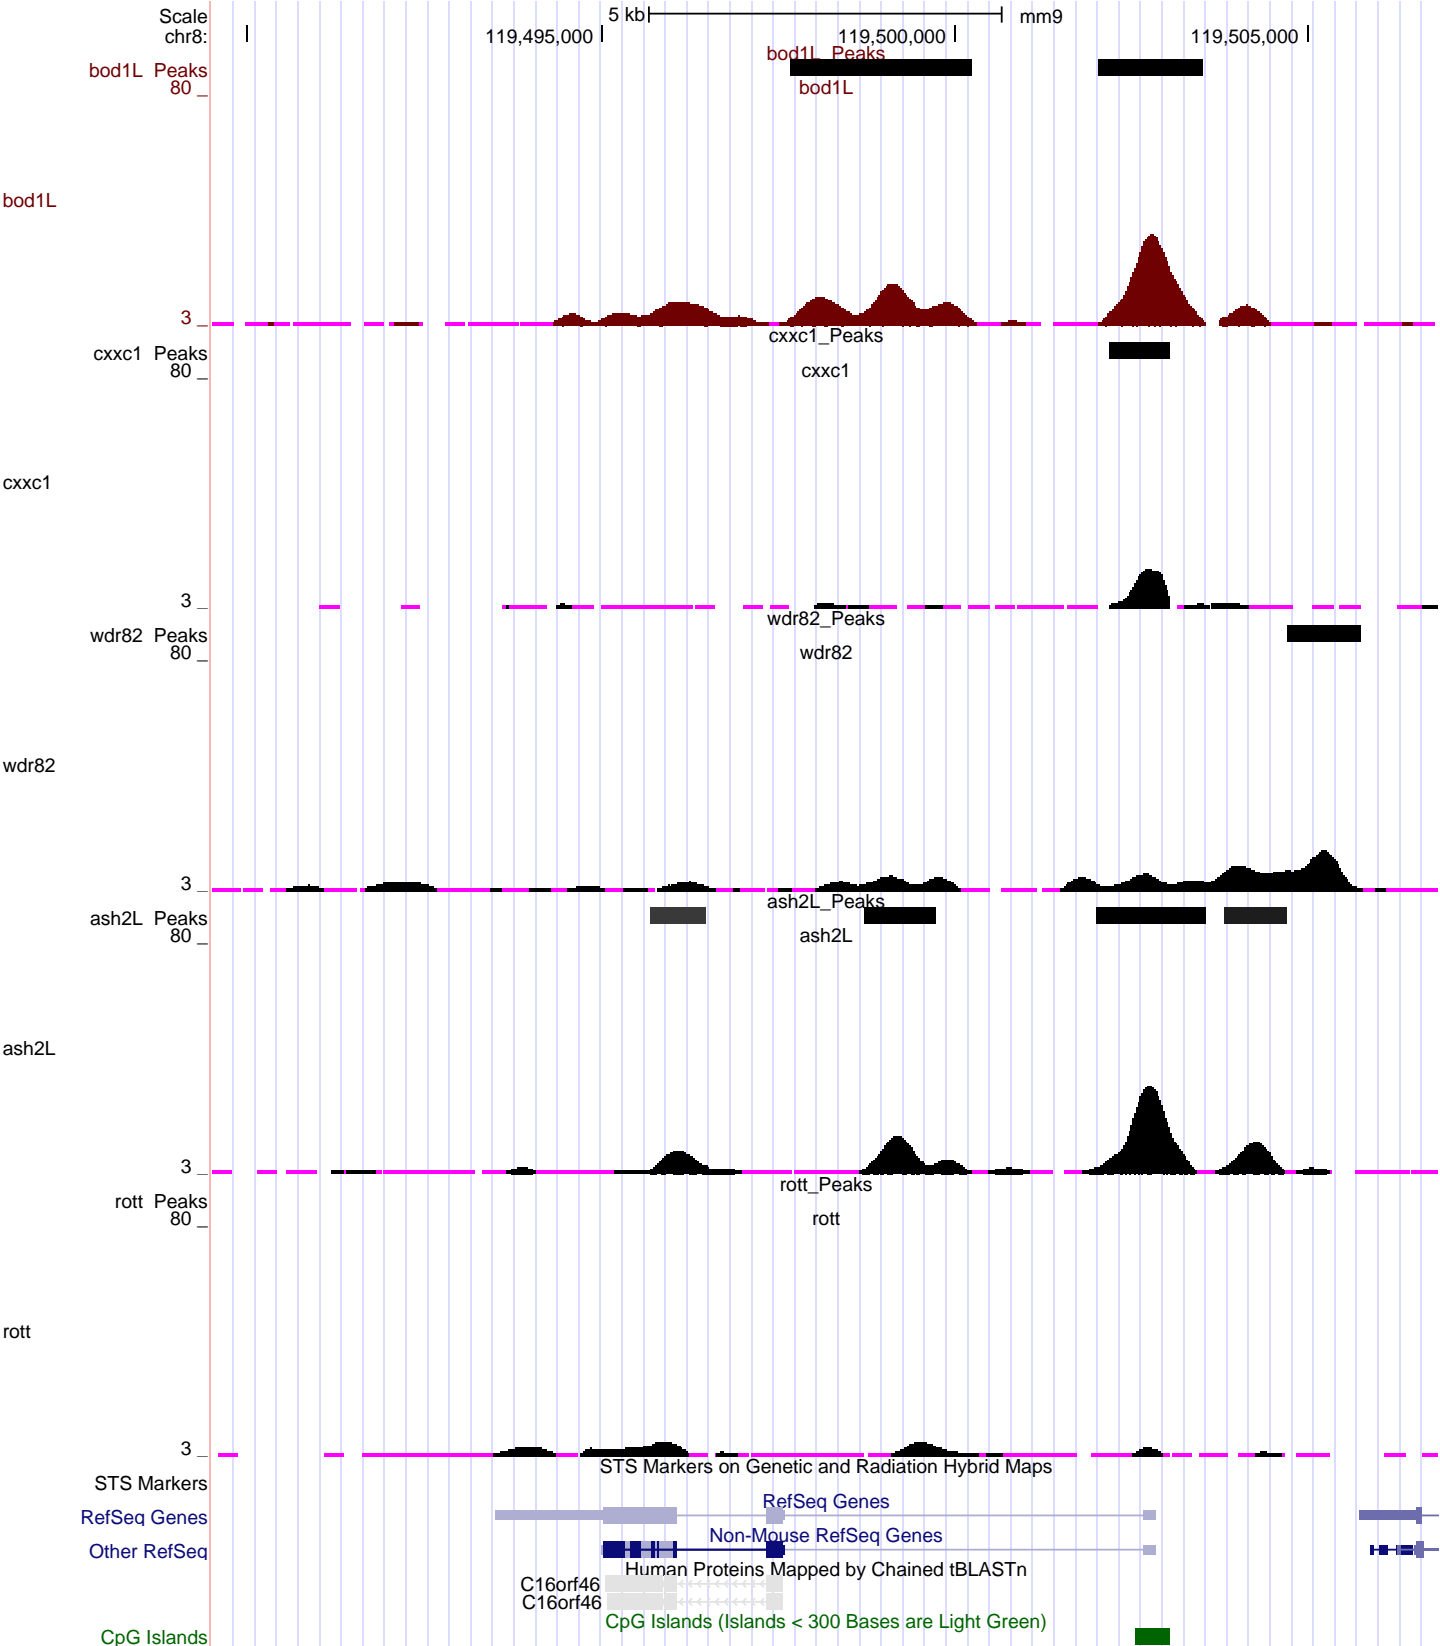 Scale 5 kb mm9
chr8: 119,495,000 119,500,000 119,505,000
bod1L_Peaks
bod1L Peaks
80 _ bod1L
bod1L
3 _
cxxc1_Peaks
cxxc1 Peaks
80 _ cxxc1
cxxc1
3 _
wdr82_Peaks
wdr82 Peaks
80 _ wdr82
wdr82
3 _
ash2L_Peaks
ash2L Peaks
80 _ ash2L
ash2L
3 _
rott_Peaks
rott Peaks
80 _ rott
rott
3 _
STS Markers on Genetic and Radiation Hybrid Maps
STS Markers
RefSeq Genes
RefSeq Genes
Non-Mouse RefSeq Genes
Other RefSeq
Human Proteins Mapped by Chained tBLASTn
C16orf46
C16orf46
CpG Islands (Islands < 300 Bases are Light Green)
CpG Islands